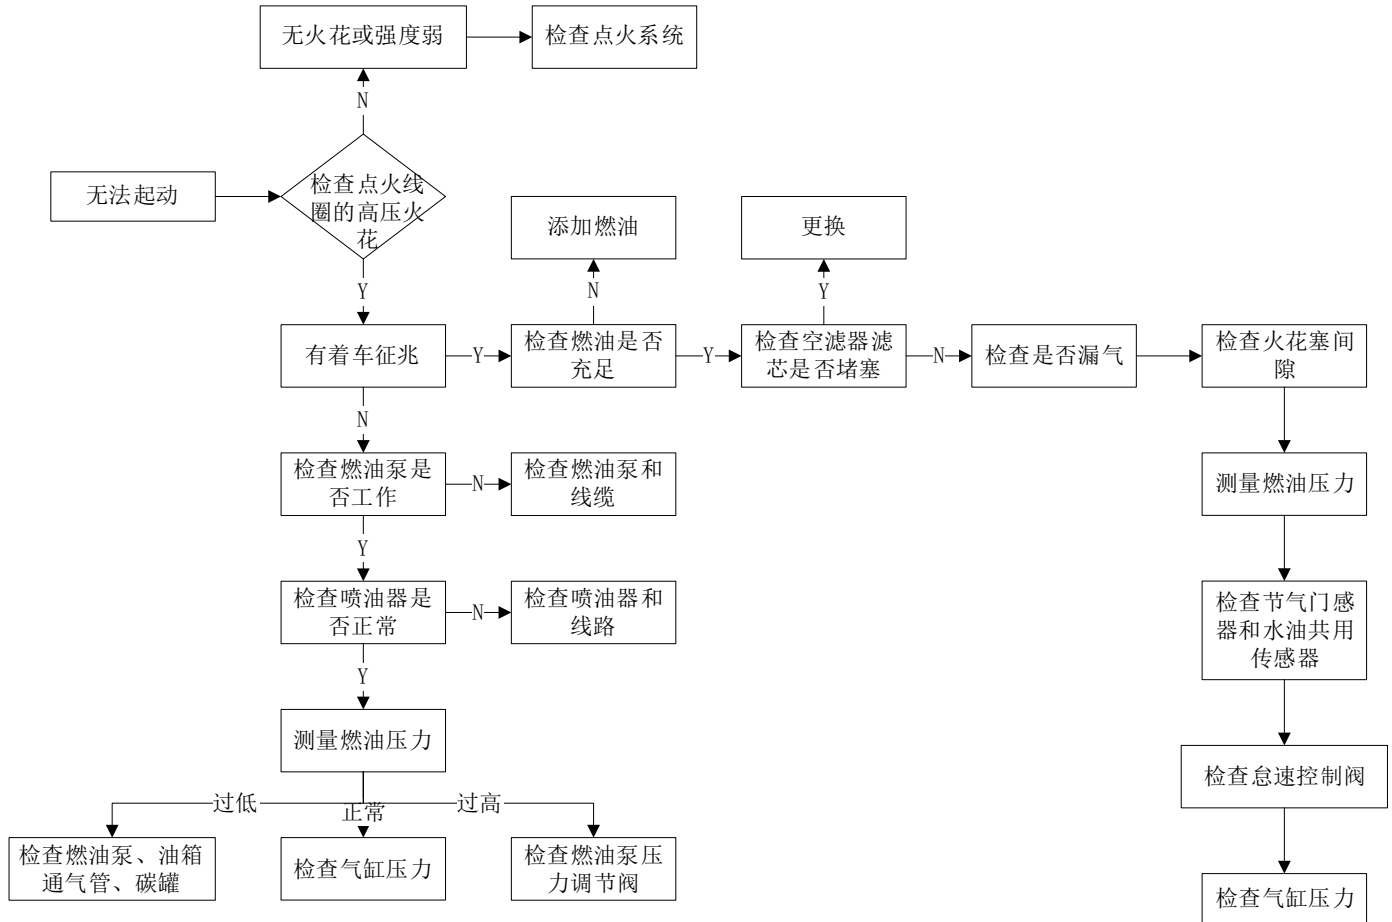 无火花或强度弱
检查点火系统
N
无法起动
检查点火线
圈的高压火
花
添加燃油
更换
Y
N
Y
有着车征兆
Y
检查燃油是否
充足
Y
检查空滤器滤
芯是否堵塞
N
检查是否漏气
检查火花塞间
隙
N
检查燃油泵是
否工作
N
检查燃油泵和
线缆
测量燃油压力
Y
检查喷油器是
否正常
N
检查喷油器和
线路
检查节气门感
器和水油共用
传感器
Y
测量燃油压力
检查怠速控制阀
过低
正常
过高
检查燃油泵、油箱
通气管、碳罐
检查气缸压力
检查燃油泵压
力调节阀
检查气缸压力